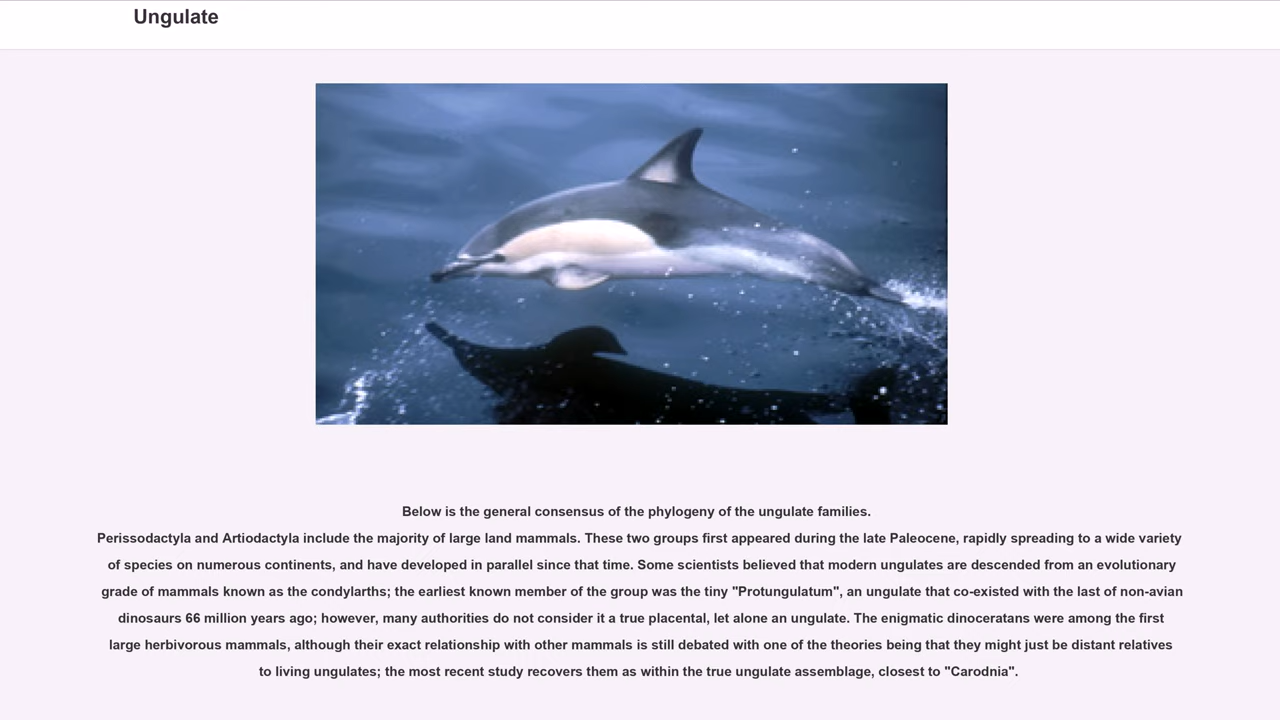 Ungulate
Below is the general consensus of the phylogeny of the ungulate families.
Perissodactyla and Artiodactyla include the majority of large land mammals. These two groups first appeared during the late Paleocene, rapidly spreading to a wide variety
of species on numerous continents, and have developed in parallel since that time. Some scientists believed that modern ungulates are descended from an evolutionary
grade of mammals known as the condylarths; the earliest known member of the group was the tiny "Protungulatum", an ungulate that co-existed with the last of non-avian
dinosaurs 66 million years ago; however, many authorities do not consider it a true placental, let alone an ungulate. The enigmatic dinoceratans were among the first
large herbivorous mammals, although their exact relationship with other mammals is still debated with one of the theories being that they might just be distant relatives
to living ungulates; the most recent study recovers them as within the true ungulate assemblage, closest to "Carodnia".